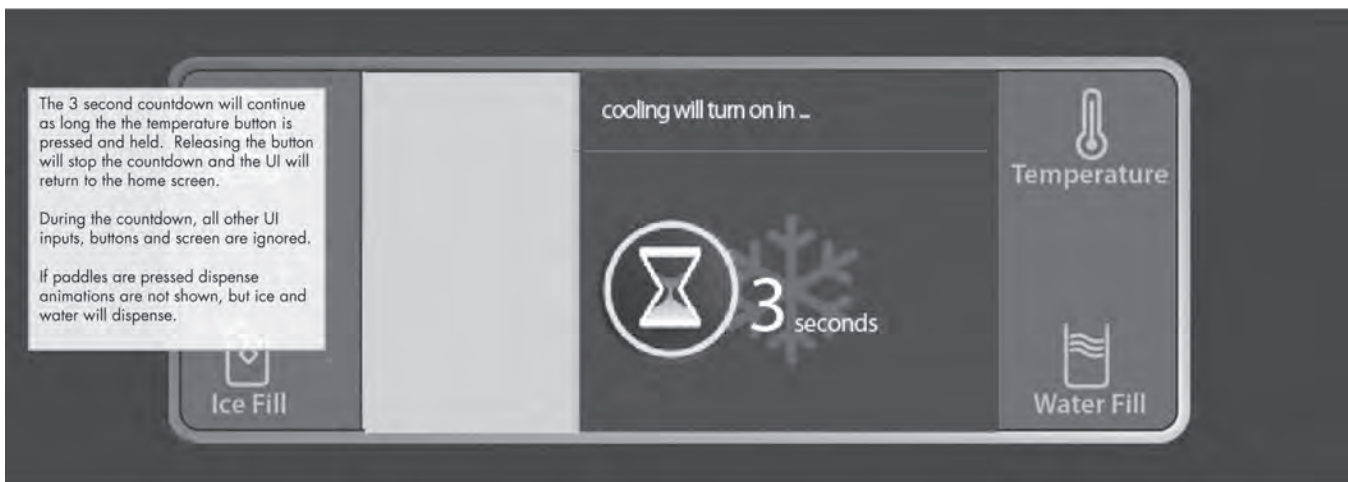 The 3 second countdown will continue
as long the the temperature button is
pressed and held. Releasing the button
will stop the countdown and the UI will
return to the home screen.
During the countdown, all other UI
inputs, buttons and screen are ignored.
If paddles are pressed dispense
animations are not shown, but ice and
water will dispense.
Ice Fill
cooling will turn on in ...
3 seconds
Temperature
Water Fill